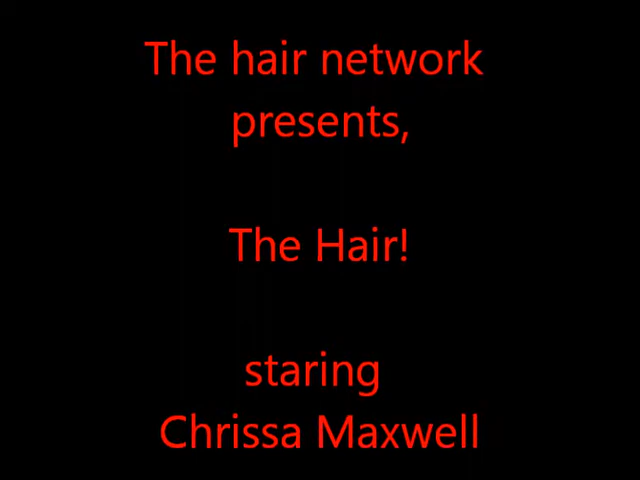 The hair network
presents,
The Hair!
staring
Chrissa Maxwell